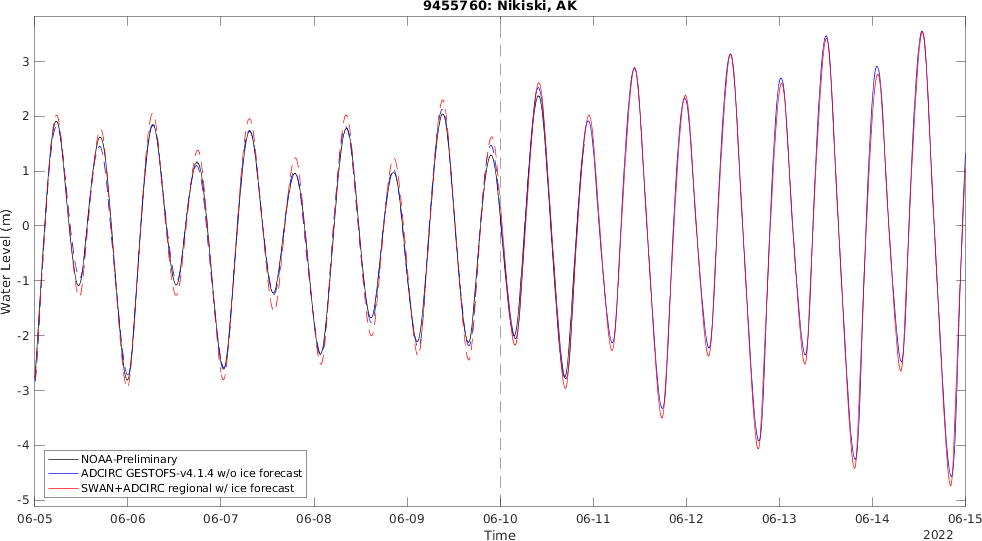 9455760: Nikiski, AK
Water Level (m)
3
2
1
0
-1
-2
-3
-4
-5
NOAA-Preliminary
ADCIRC GESTOFS-v4.1.4 w/o ice forecast
SWAN+ADCIRC regional w/ ice forecast
06-05 06-06 06-07 06-08 06-09 06-10 06-11 06-12 06-13 06-14 06-15
Time
2022